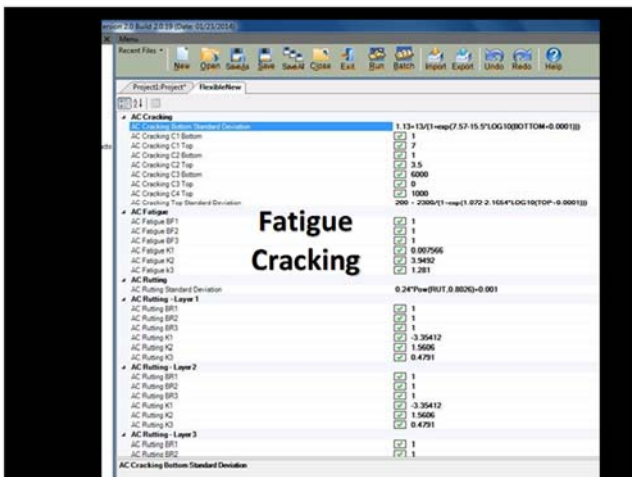 ersion 2.0 Build 2.0.19 (Date: 01/23/2014)
Menu
Recent Files
New Open SaveAs Save SaveAll Close Exit Run Batch Import Export Undo Redo Help
Project1:Project* FlexibleNew
AC Cracking
AC Cracking Bottom Standard Deviation 1.13+13/(1+exp(7.57-15.5*LOG10(BOTTOM+0.0001)))
AC Cracking C1 Bottom 1
AC Cracking C1 Top 7
AC Cracking C2 Bottom 1
AC Cracking C2 Top 3.5
AC Cracking C3 Bottom 6000
AC Cracking C3 Top 0
AC Cracking C4 Top 1000
AC Cracking Top Standard Deviation 200 + 2300/(1+exp(1.072-2.1654*LOG10(TOP+0.0001)))
AC Fatigue
AC Fatigue BF1 1
AC Fatigue BF2 1
AC Fatigue BF3 1
AC Fatigue K1 0.007566
AC Fatigue K2 3.9492
AC Fatigue k3 1.281
Fatigue
Cracking
AC Rutting
AC Rutting Standard Deviation 0.24*Pow(RUT,0.8026)+0.001
AC Rutting - Layer 1
AC Rutting BR1 1
AC Rutting BR2 1
AC Rutting BR3 1
AC Rutting K1 -3.35412
AC Rutting K2 1.5606
AC Rutting K3 0.4791
AC Rutting - Layer 2
AC Rutting BR1 1
AC Rutting BR2 1
AC Rutting BR3 1
AC Rutting K1 -3.35412
AC Rutting K2 1.5606
AC Rutting K3 0.4791
AC Rutting - Layer 3
AC Rutting BR1 1
AC Rutting BR2 1
AC Cracking Bottom Standard Deviation